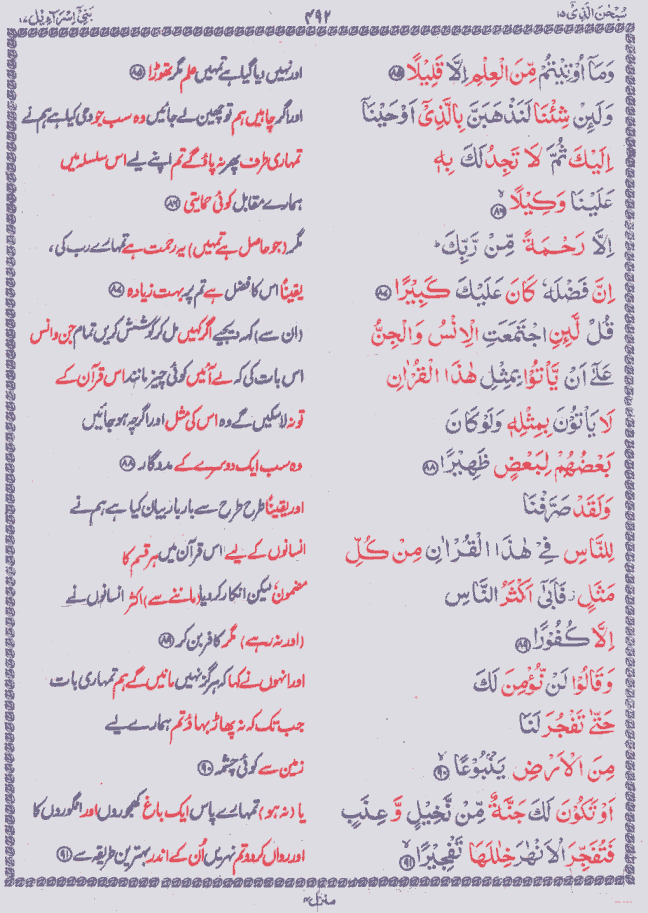 سُبْحٰنَ الَّذِیْٓ ۱۵ ۴۹۲ بَنِیْٓ اِسْرَآءِیْل ۱۷
وَمَاۤ اُوْتِیْتُمْ مِّنَ الْعِلْمِ اِلَّا قَلِیْلًا ﴿۸۵﴾ اور نہیں دیا گیا ہے تمہیں علم مگر تھوڑا ﴿۸۵﴾
وَلَئِنْ شِئْنَا لَنَذْهَبَنَّ بِالَّذِیْۤ اَوْحَیْنَاۤ اور اگر چاہیں ہم تو چھین لے جائیں وہ سب جو وحی کیا ہے ہم نے
اِلَیْكَ ثُمَّ لَا تَجِدُ لَكَ بِهٖ تمہاری طرف پھر نہ پاؤ گے تم اپنے لیے اس سلسلہ میں
عَلَیْنَا وَكِیْلًا ﴿۸۶﴾ ہمارے مقابل کوئی حمایتی ﴿۸۶﴾
اِلَّا رَحْمَةً مِّنْ رَّبِّكَ ؕ مگر (جو حاصل ہے تمہیں) یہ رحمت ہے تمہارے رب کی،
اِنَّ فَضْلَهٗ كَانَ عَلَیْكَ كَبِیْرًا ﴿۸۷﴾ یقیناً اس کا فضل ہے تم پر بہت زیادہ ﴿۸۷﴾
قُلْ لَّئِنِ اجْتَمَعَتِ الْاِنْسُ وَالْجِنُّ (ان سے) کہہ دیجیے اگر کہیں مل کر کوشش کریں تمام جن و انس
عَلٰۤی اَنْ یَّاْتُوْا بِمِثْلِ هٰذَا الْقُرْاٰنِ اس بات کی کہ لے آئیں کوئی چیز مانند اس قرآن کے
لَا یَاْتُوْنَ بِمِثْلِهٖ وَلَوْ كَانَ تو نہ لا سکیں گے وہ اس کی مثل اور اگرچہ ہو جائیں
بَعْضُهُمْ لِبَعْضٍ ظَهِیْرًا ﴿۸۸﴾ وہ سب ایک دوسرے کے مددگار ﴿۸۸﴾
وَلَقَدْ صَرَّفْنَا اور یقیناً طرح طرح سے بار بار بیان کیا ہے ہم نے
لِلنَّاسِ فِیْ هٰذَا الْقُرْاٰنِ مِنْ كُلِّ انسانوں کے لیے اس قرآن میں ہر قسم کا
مَثَلٍ ؗ فَاَبٰۤی اَكْثَرُ النَّاسِ مضمون لیکن انکار کر دیا (ماننے سے) اکثر انسانوں نے
اِلَّا كُفُوْرًا ﴿۸۹﴾ (اور نہ رہے) مگر کافر بن کر ﴿۸۹﴾
وَقَالُوْا لَنْ نُّؤْمِنَ لَكَ اور انہوں نے کہا کہ ہرگز نہیں مانیں گے ہم تمہاری بات
حَتّٰی تَفْجُرَ لَنَا جب تک کہ نہ پھاڑ بہاؤ تم ہمارے لیے
مِنَ الْاَرْضِ یَنْۢبُوْعًا ﴿۹۰﴾ زمین سے کوئی چشمہ ﴿۹۰﴾
اَوْ تَكُوْنَ لَكَ جَنَّةٌ مِّنْ نَّخِیْلٍ وَّ عِنَبٍ یا (نہ ہو) تمہارے پاس ایک باغ کھجوروں اور انگوروں کا
فَتُفَجِّرَ الْاَنْهٰرَ خِلٰلَهَا تَفْجِیْرًا ﴿۹۱﴾ اور رواں کر دو تم نہریں اُن کے اندر بہترین طریقہ سے ﴿۹۱﴾
منزل ۴